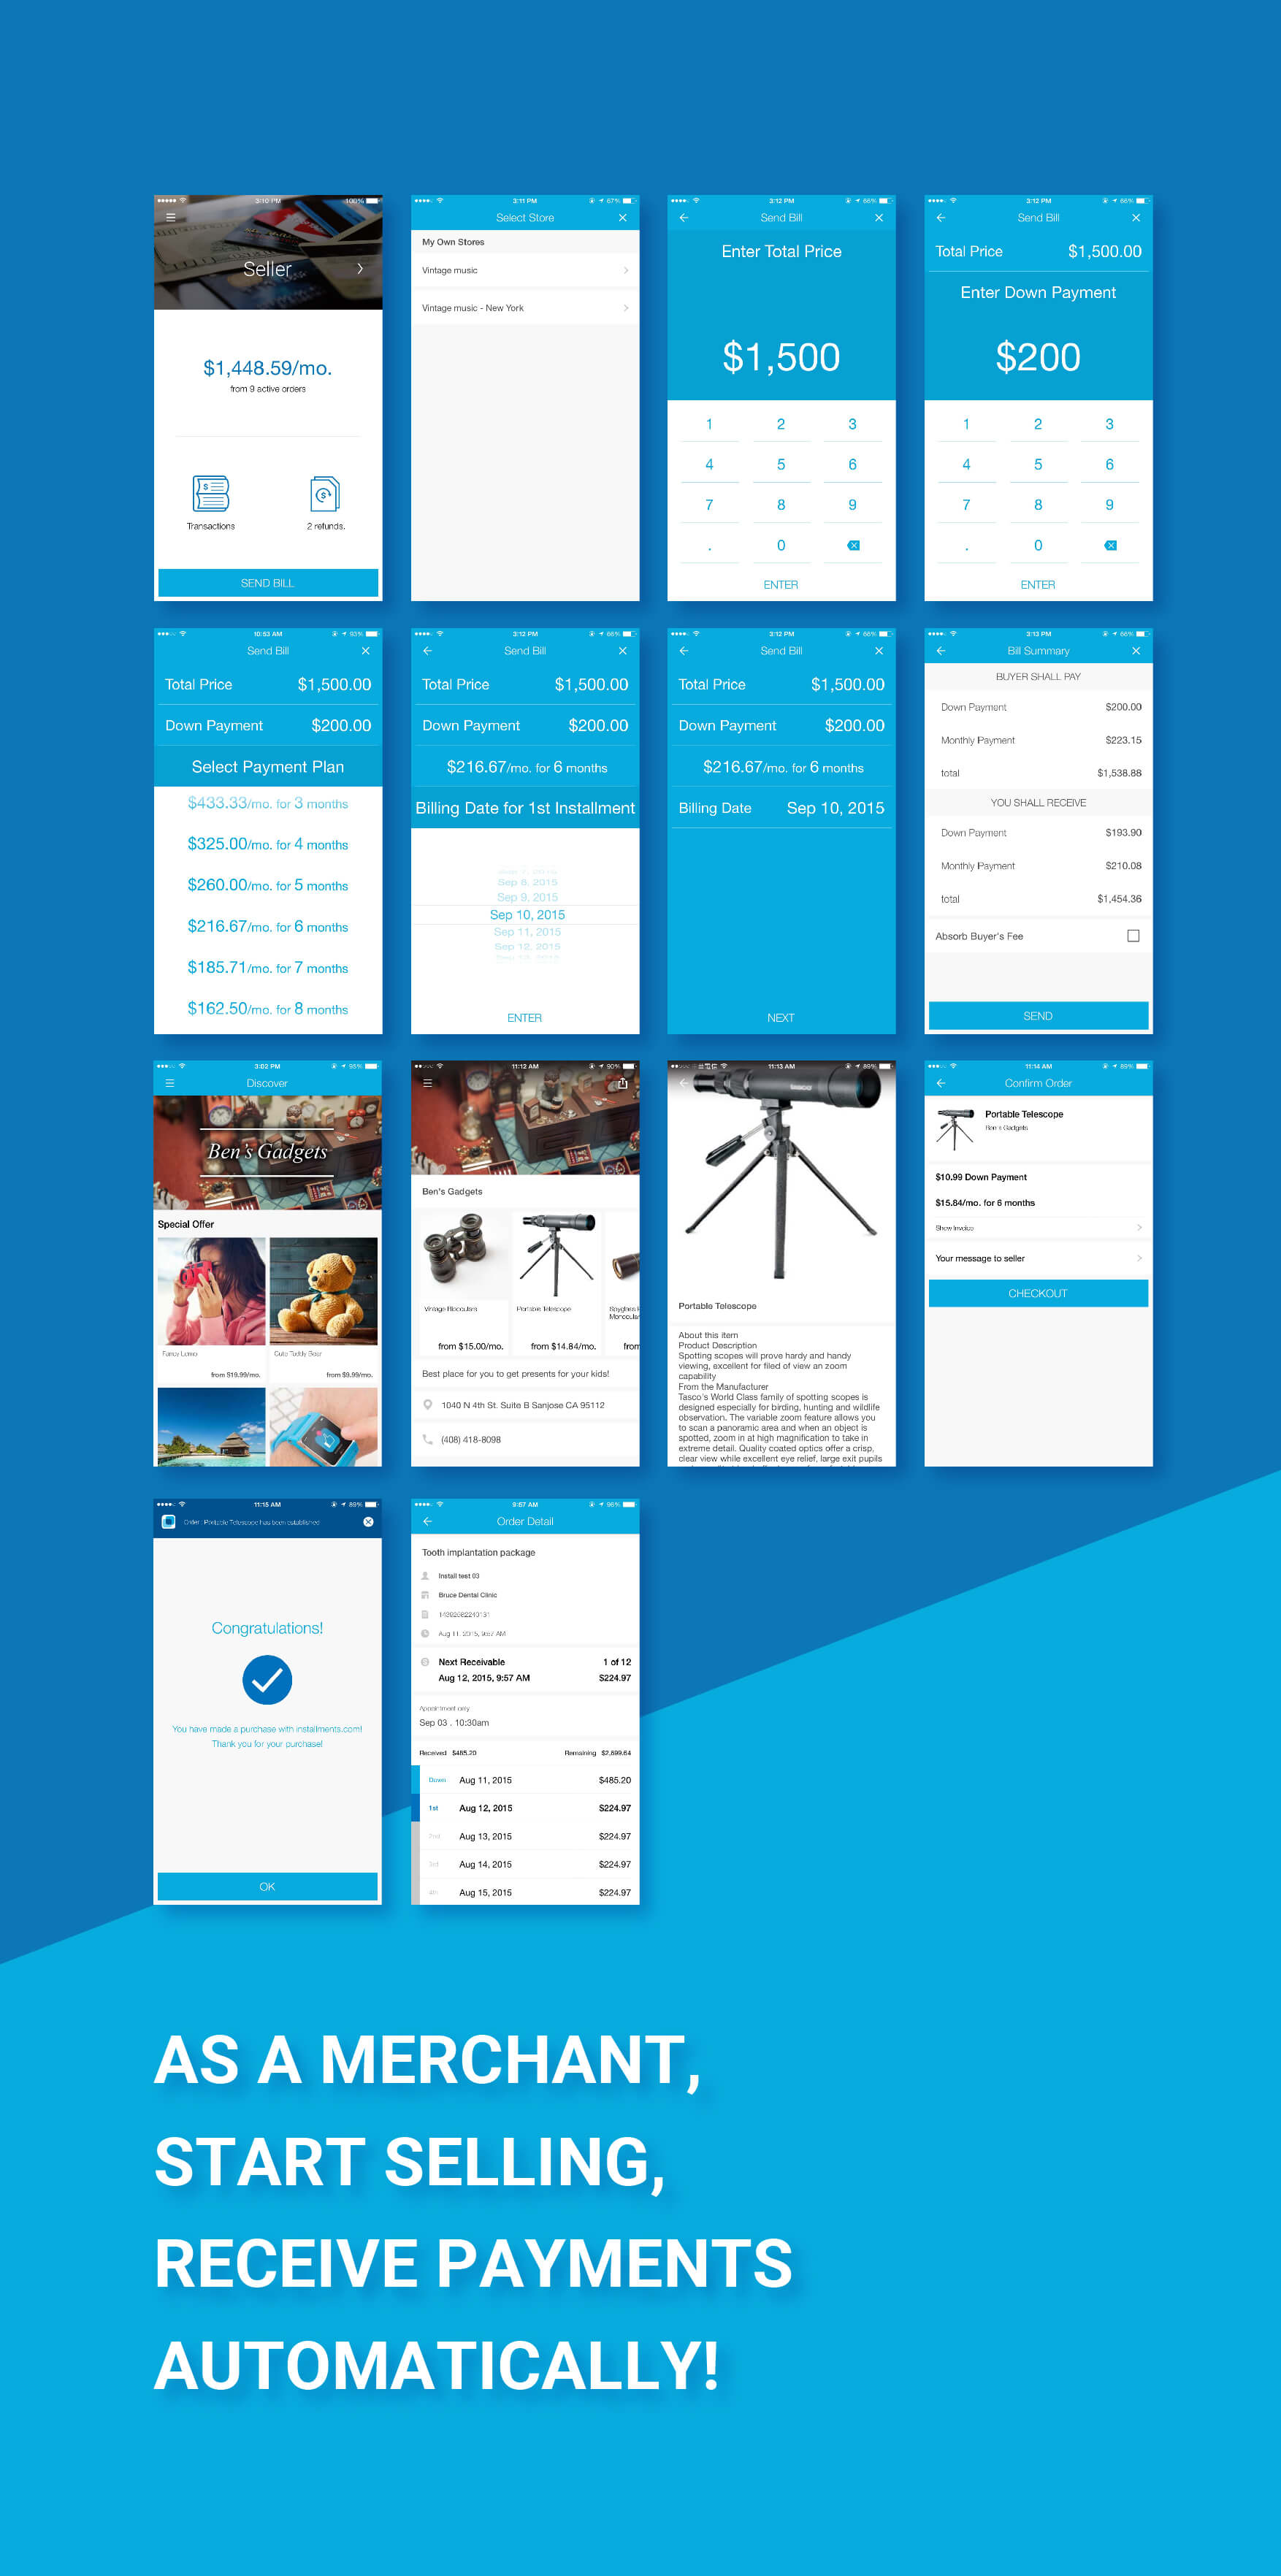 3:10 PM 100%
Seller
$1,448.59/mo.
from 9 active orders
Transactions 2 refunds.
SEND BILL
3:11 PM 67%
Select Store
My Own Stores
Vintage music
Vintage music - New York
3:12 PM 66%
Send Bill
Enter Total Price
$1,500
1 2 3
4 5 6
7 8 9
. 0
ENTER
3:12 PM 66%
Send Bill
Total Price $1,500.00
Enter Down Payment
$200
1 2 3
4 5 6
7 8 9
. 0
ENTER
10:53 AM 93%
Send Bill
Total Price $1,500.00
Down Payment $200.00
Select Payment Plan
$433.33/mo. for 3 months
$325.00/mo. for 4 months
$260.00/mo. for 5 months
$216.67/mo. for 6 months
$185.71/mo. for 7 months
$162.50/mo. for 8 months
3:12 PM 66%
Send Bill
Total Price $1,500.00
Down Payment $200.00
$216.67/mo. for 6 months
Billing Date for 1st Installment
Sep 8, 2015
Sep 9, 2015
Sep 10, 2015
Sep 11, 2015
Sep 12, 2015
ENTER
3:12 PM 66%
Send Bill
Total Price $1,500.00
Down Payment $200.00
$216.67/mo. for 6 months
Billing Date Sep 10, 2015
NEXT
3:13 PM 66%
Bill Summary
BUYER SHALL PAY
Down Payment $200.00
Monthly Payment $223.15
total $1,538.88
YOU SHALL RECEIVE
Down Payment $193.90
Monthly Payment $210.08
total $1,454.36
Absorb Buyer's Fee
SEND
3:02 PM 95%
Discover
Ben's Gadgets
Special Offer
Fancy Lomo Cute Teddy Bear
from $19.99/mo. from $9.99/mo.
11:12 AM 90%
Ben's Gadgets
Vintage Binoculars Portable Telescope Spyglass
Monocular
from $15.00/mo. from $14.84/mo. from
Best place for you to get presents for your kids!
1040 N 4th St. Suite B Sanjose CA 95112
(408) 418-8098
11:13 AM 89%
tasco
Portable Telescope
About this item
Product Description
Spotting scopes will prove hardy and handy
viewing, excellent for filed of view an zoom
capability
From the Manufacturer
Tasco's World Class family of spotting scopes is
designed especially for birding, hunting and wildlife
observation. The variable zoom feature allows you
to scan a panoramic area and when an object is
spotted, zoom in at high magnification to take in
extreme detail. Quality coated optics offer a crisp,
clear view while excellent eye relief, large exit pupils
11:14 AM 89%
Confirm Order
Portable Telescope
Ben's Gadgets
$10.99 Down Payment
$15.84/mo. for 6 months
Show Invoice
Your message to seller
CHECKOUT
11:15 AM 89%
Order : Portable Telescope has been established
Congratulations!
You have made a purchase with installments.com!
Thank you for your purchase!
OK
9:57 AM 96%
Order Detail
Tooth implantation package
Install test 03
Bruce Dental Clinic
Aug 11, 2015, 9:57 AM
Next Receivable 1 of 12
Aug 12, 2015, 9:57 AM $224.97
Appointment only
Sep 03 . 10:30am
Received $485.20 Remaining $2,699.64
Down Aug 11, 2015 $485.20
1st Aug 12, 2015 $224.97
2nd Aug 13, 2015 $224.97
3rd Aug 14, 2015 $224.97
4th Aug 15, 2015 $224.97
AS A MERCHANT,
START SELLING,
RECEIVE PAYMENTS
AUTOMATICALLY!